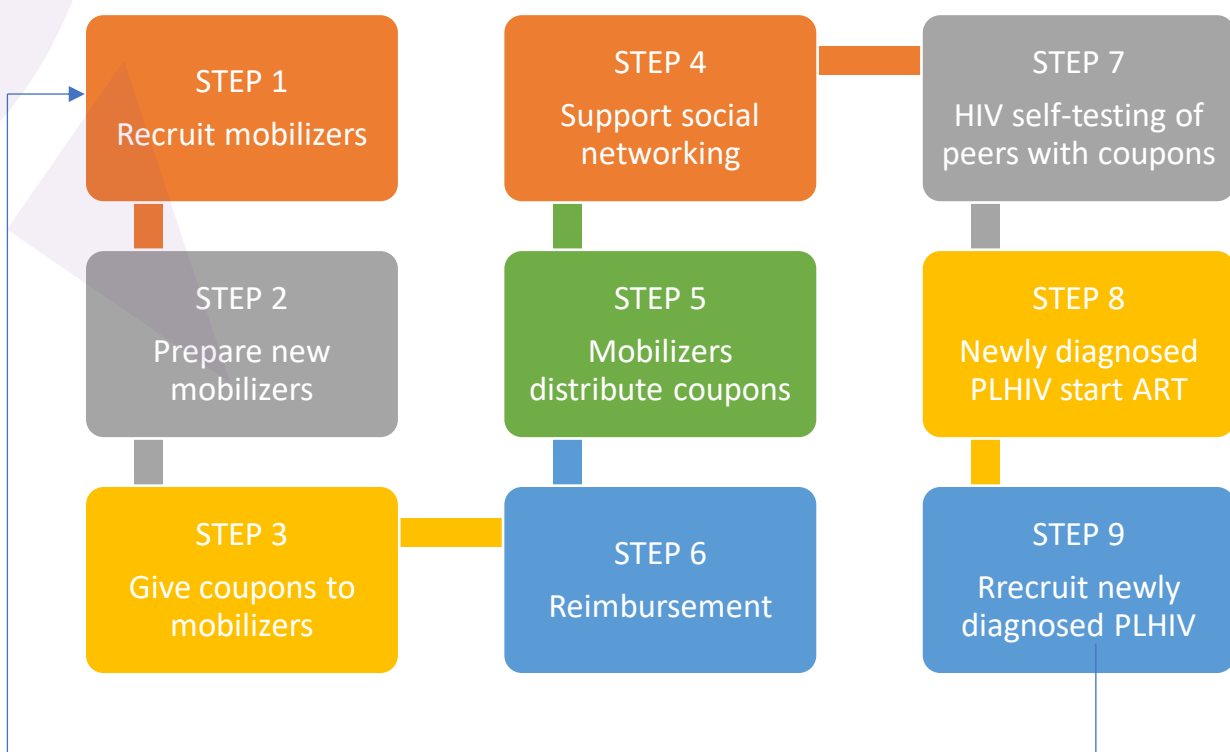 STEP 1
Recruit mobilizers
STEP 2
Prepare new
mobilizers
STEP 3
Give coupons to
mobilizers
STEP 4
Support social
networking
STEP 5
Mobilizers
distribute coupons
STEP 6
Reimbursement
STEP 7
HIV self-testing of
peers with coupons
STEP 8
Newly diagnosed
PLHIV start ART
STEP 9
Rrecruit newly
diagnosed PLHIV